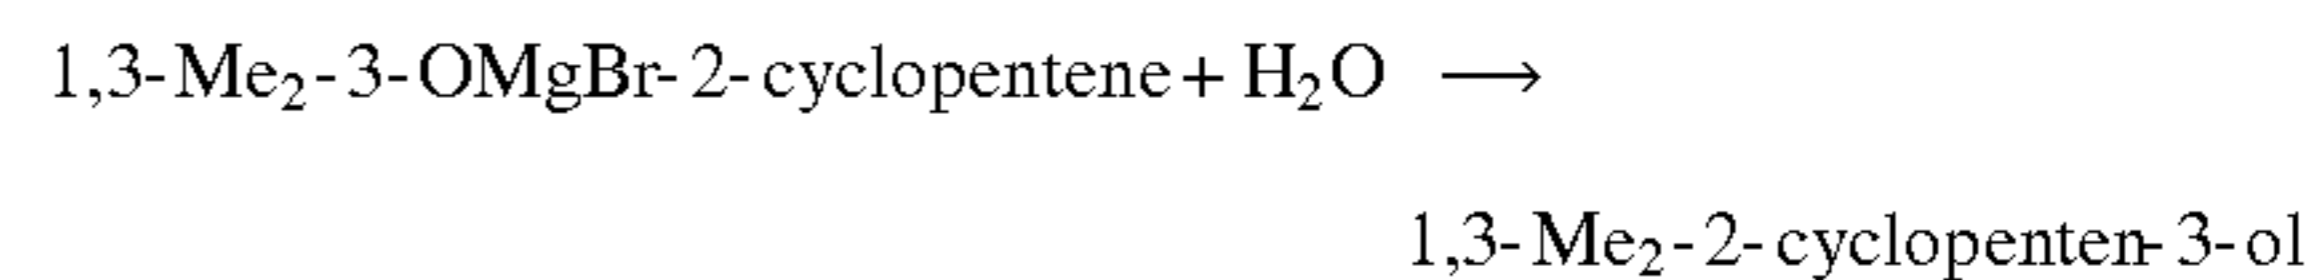 1,3-Me₂-3-OMgBr-2-cyclopentene + H₂O ⟶
1,3-Me₂-2-cyclopenten-3-ol